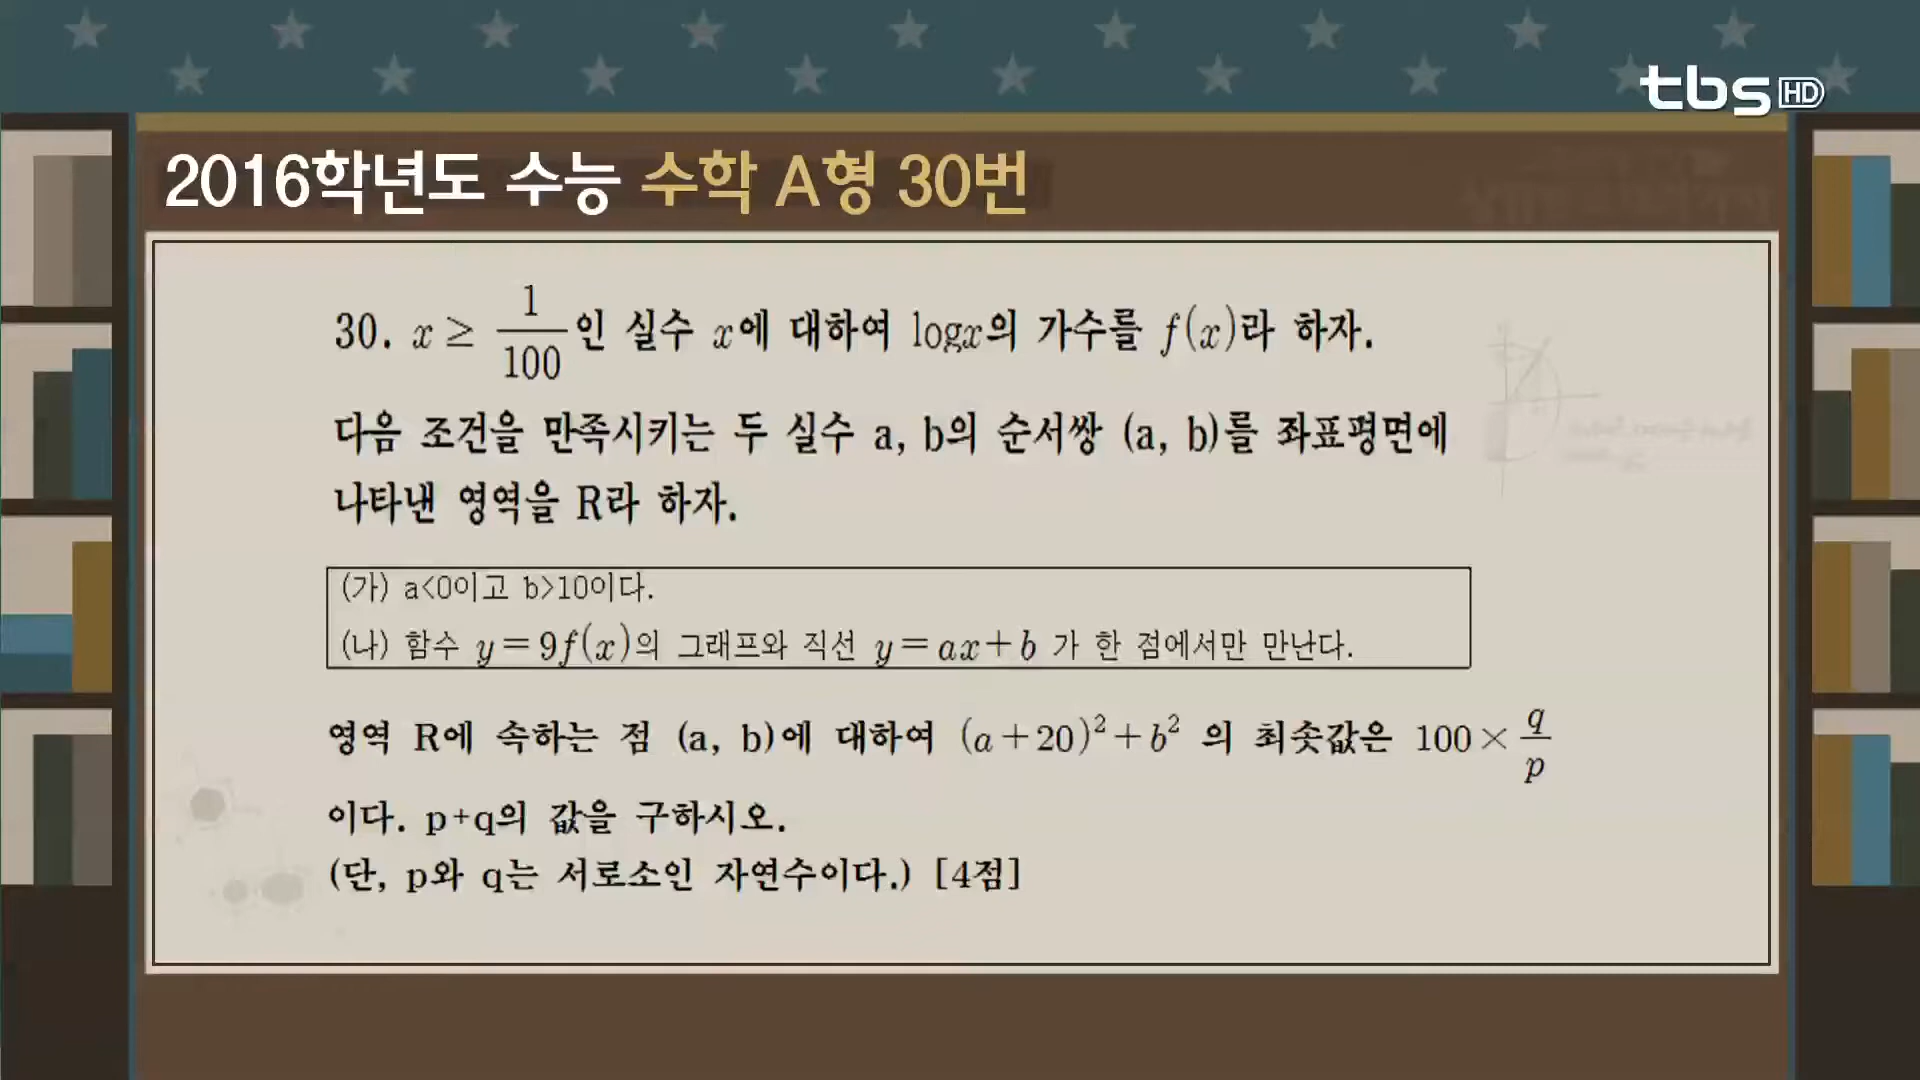 tbs HD
2016학년도 수능 수학 A형 30번
30. x ≥ 1/100 인 실수 x에 대하여 logx의 가수를 f(x)라 하자.
다음 조건을 만족시키는 두 실수 a, b의 순서쌍 (a, b)를 좌표평면에
나타낸 영역을 R라 하자.
(가) a<0이고 b>10이다.
(나) 함수 y=9f(x)의 그래프와 직선 y=ax+b 가 한 점에서만 만난다.
영역 R에 속하는 점 (a, b)에 대하여 (a+20)²+b² 의 최솟값은 100× q/p
이다. p+q의 값을 구하시오.
(단, p와 q는 서로소인 자연수이다.) [4점]